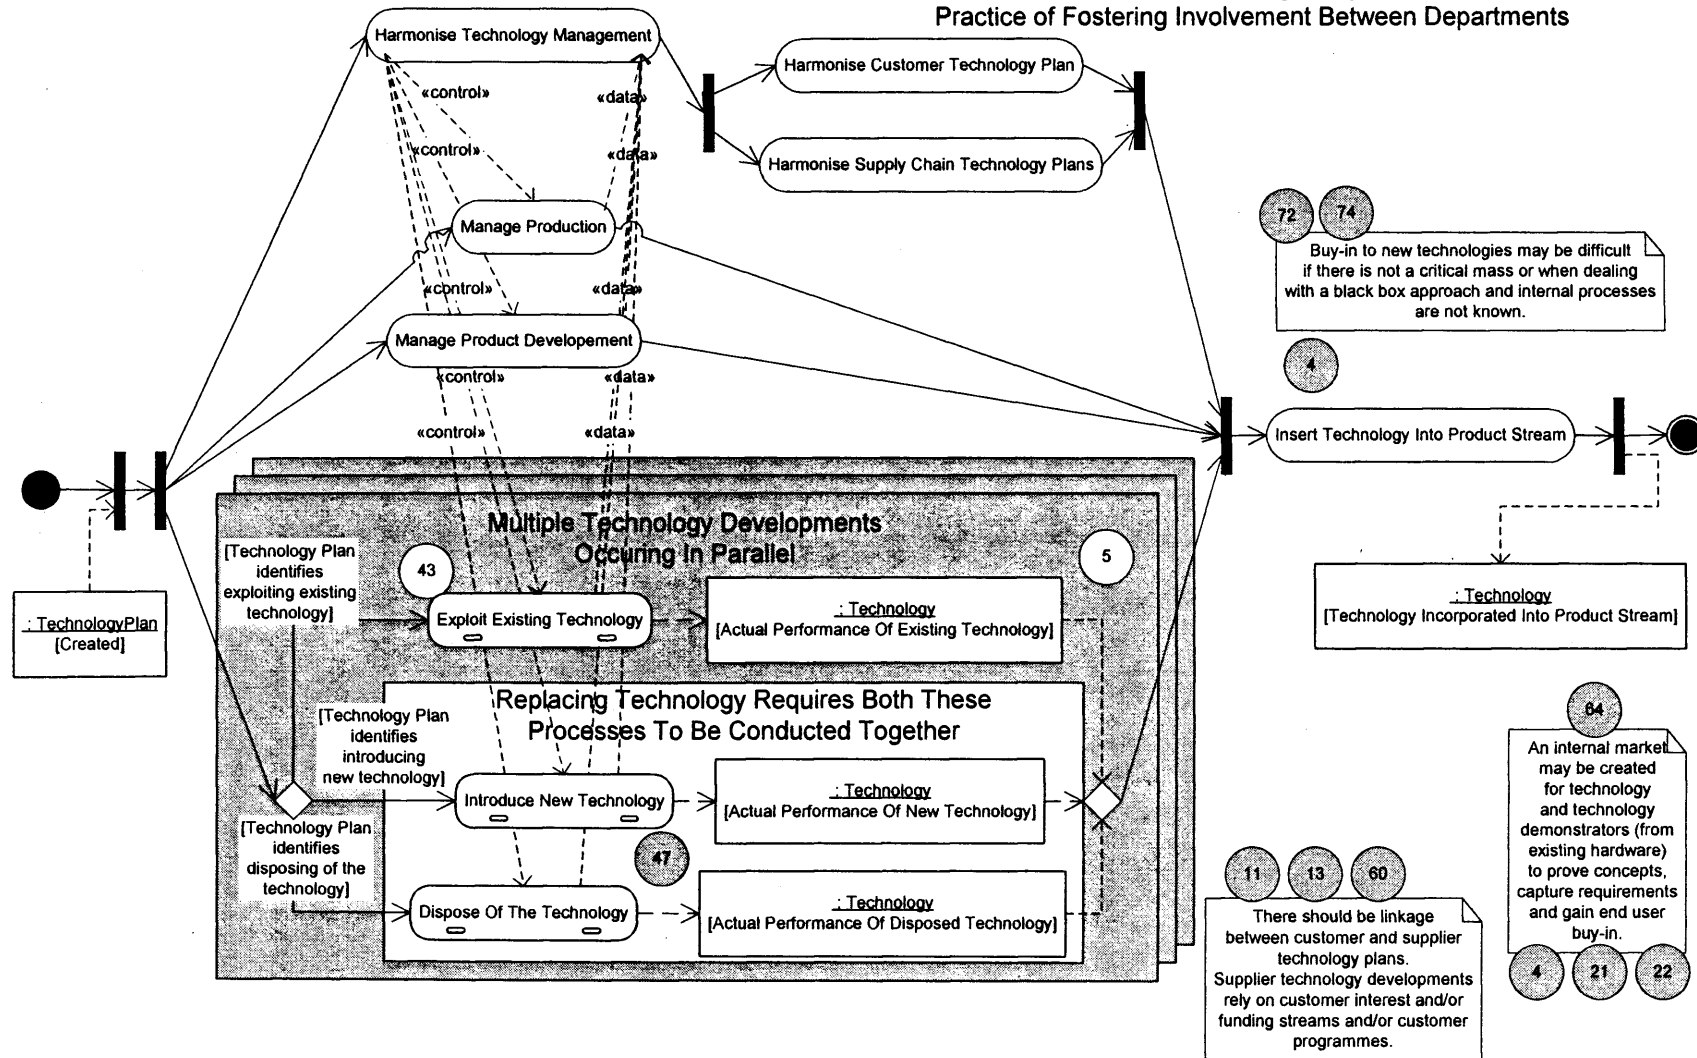 Practice of Fostering Involvement Between Departments
Harmonise Technology Management
Harmonise Customer Technology Plan
Harmonise Supply Chain Technology Plans
«control»
«data»
«control»
«data»
Manage Production
«control»
«data»
Manage Product Developement
«control»
«data»
«control»
«data»
72
74
Buy-in to new technologies may be difficult
if there is not a critical mass or when dealing
with a black box approach and internal processes
are not known.
4
Insert Technology Into Product Stream
: TechnologyPlan
[Created]
Multiple Technology Developments
Occuring In Parallel
[Technology Plan
identifies
exploiting existing
technology]
43
5
Exploit Existing Technology
: Technology
[Actual Performance Of Existing Technology]
: Technology
[Technology Incorporated Into Product Stream]
Replacing Technology Requires Both These
Processes To Be Conducted Together
[Technology Plan
identifies
introducing
new technology]
Introduce New Technology
: Technology
[Actual Performance Of New Technology]
[Technology Plan
identifies
disposing of the
technology]
47
Dispose Of The Technology
: Technology
[Actual Performance Of Disposed Technology]
64
An internal market
may be created
for technology
and technology
demonstrators (from
existing hardware)
to prove concepts,
capture requirements
and gain end user
buy-in.
4
21
22
11
13
60
There should be linkage
between customer and supplier
technology plans.
Supplier technology developments
rely on customer interest and/or
funding streams and/or customer
programmes.